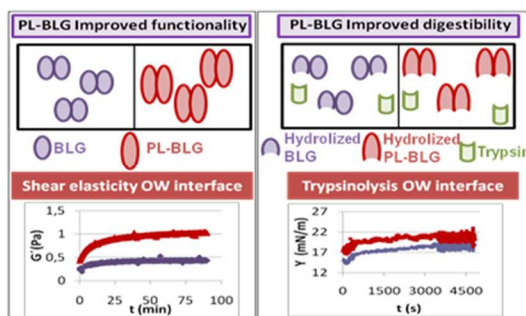 PL-BLG Improved functionality
BLG
PL-BLG
Shear elasticity OW interface
G'(Pa)
1,5
1
0,5
0
0
25
50
75
100
t (min)
PL-BLG Improved digestibility
Hydrolized
BLG
Hydrolized
PL-BLG
Trypsin
Trypsinolysis OW interface
Y (mN/m)
27
22
17
12
0
1500
3000
4500
t (s)